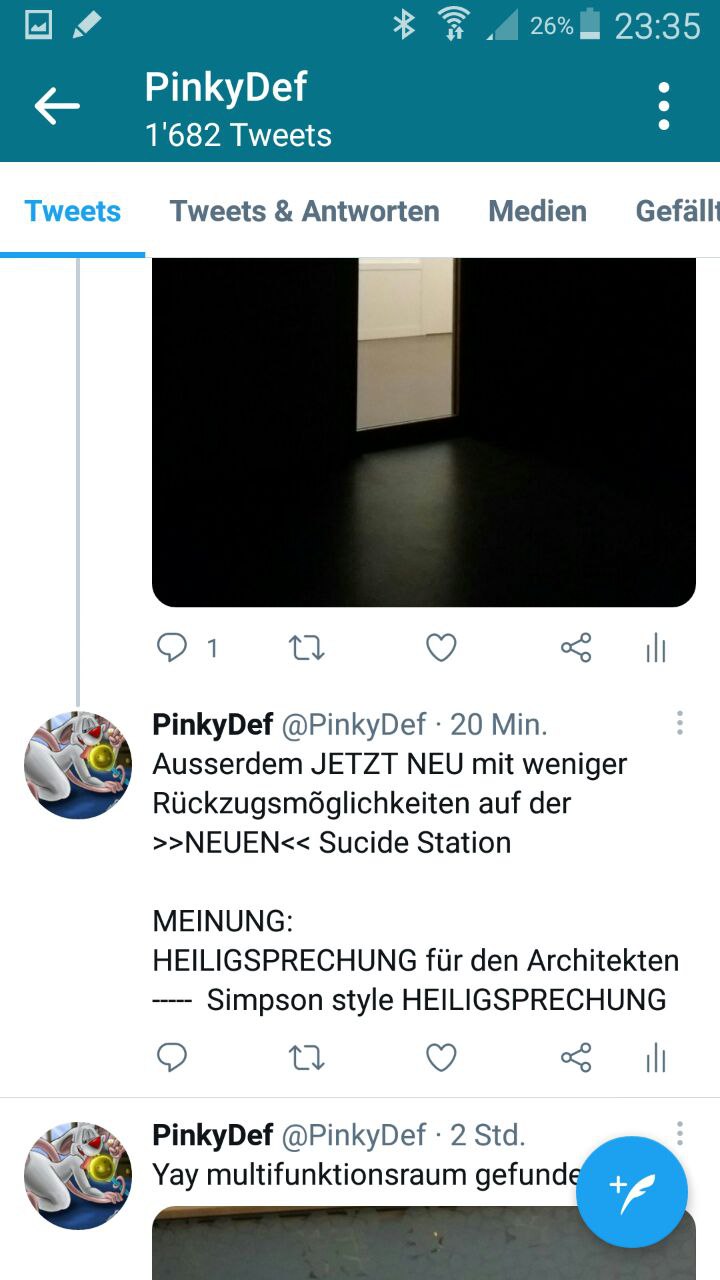 26% 23:35
PinkyDef
1'682 Tweets
Tweets Tweets & Antworten Medien Gefällt
1
PinkyDef @PinkyDef · 20 Min.
Ausserdem JETZT NEU mit weniger
Rückzugsmõglichkeiten auf der
>>NEUEN<< Sucide Station
MEINUNG:
HEILIGSPRECHUNG für den Architekten
----- Simpson style HEILIGSPRECHUNG
PinkyDef @PinkyDef · 2 Std.
Yay multifunktionsraum gefunde